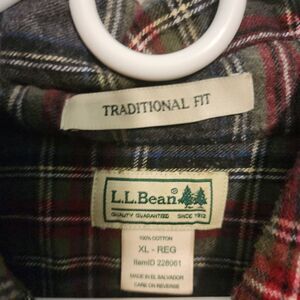 TRADITIONAL FIT
L.L.Bean®
QUALITY GUARANTEED SINCE 1912
100% COTTON
XL - REG
ItemID 228061
MADE IN EL SALVADOR
CARE ON REVERSE